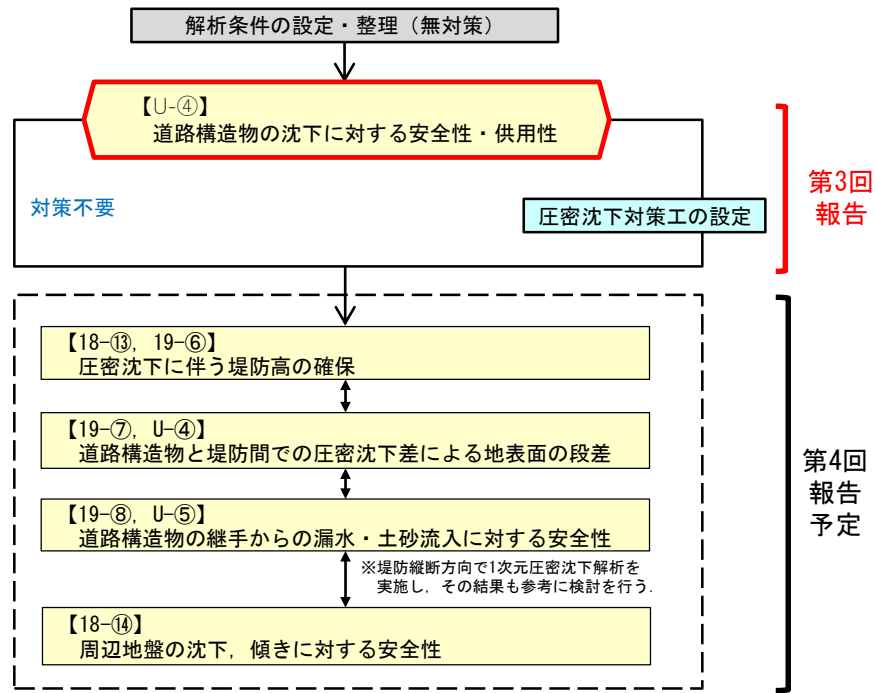 解析条件の設定・整理（無対策）
【U-④】
道路構造物の沈下に対する安全性・供用性
対策不要
圧密沈下対策工の設定
第3回
報告
【18-⑬, 19-⑥】
圧密沈下に伴う堤防高の確保
【19-⑦, U-④】
道路構造物と堤防間での圧密沈下差による地表面の段差
【19-⑧, U-⑤】
道路構造物の継手からの漏水・土砂流入に対する安全性
※堤防縦断方向で1次元圧密沈下解析を
実施し，その結果も参考に検討を行う.
【18-⑭】
周辺地盤の沈下，傾きに対する安全性
第4回
報告
予定